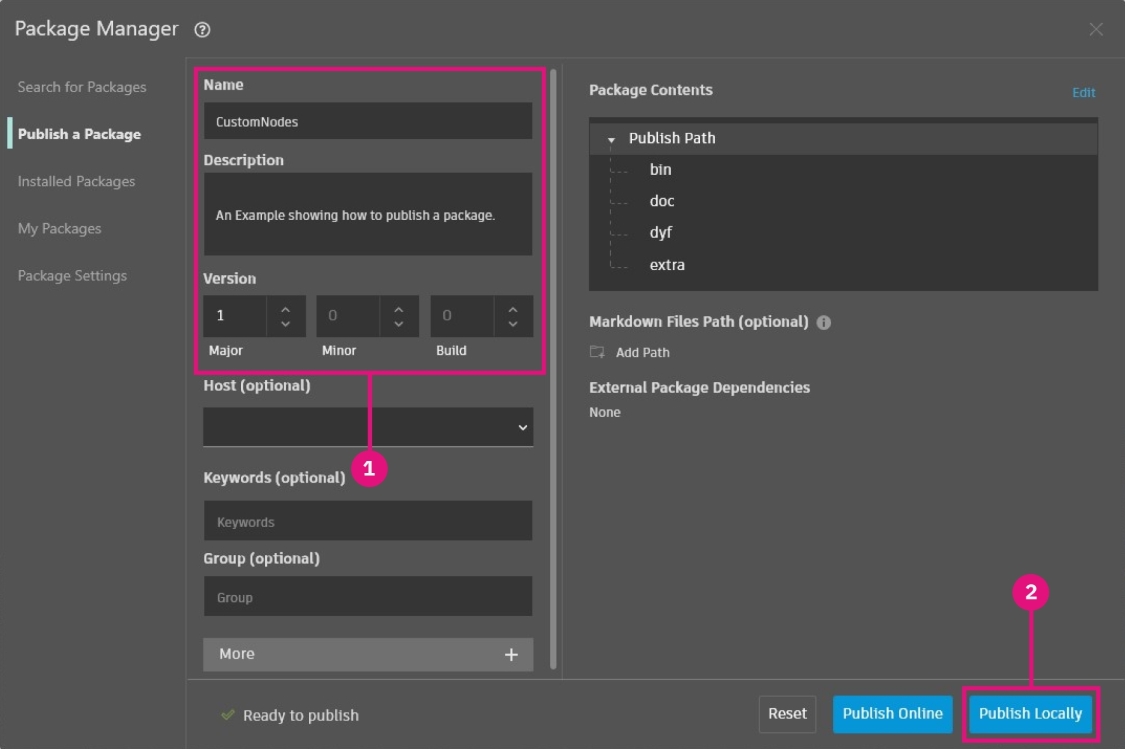 Package Manager ?
Search for Packages
Publish a Package
Installed Packages
My Packages
Package Settings
Name
CustomNodes
Description
An Example showing how to publish a package.
Version
1 0 0
Major Minor Build
Host (optional)
1
Keywords (optional)
Keywords
Group (optional)
Group
More +
Package Contents Edit
Publish Path
bin
doc
dyf
extra
Markdown Files Path (optional) i
Add Path
External Package Dependencies
None
2
Ready to publish
Reset Publish Online Publish Locally